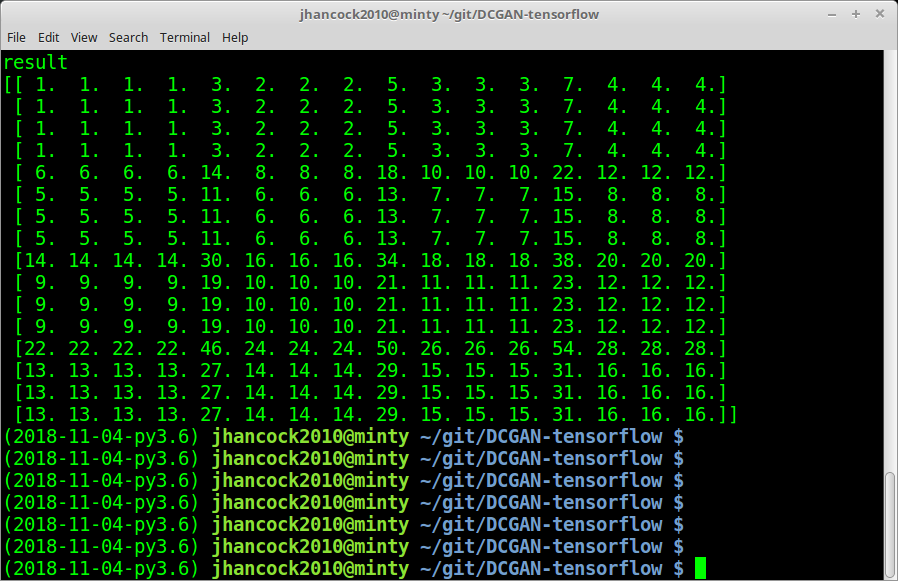 jhancock2010@minty ~/git/DCGAN-tensorflow
File Edit View Search Terminal Help
result
[[ 1.  1.  1.  1.  3.  2.  2.  2.  5.  3.  3.  3.  7.  4.  4.  4.]
 [ 1.  1.  1.  1.  3.  2.  2.  2.  5.  3.  3.  3.  7.  4.  4.  4.]
 [ 1.  1.  1.  1.  3.  2.  2.  2.  5.  3.  3.  3.  7.  4.  4.  4.]
 [ 1.  1.  1.  1.  3.  2.  2.  2.  5.  3.  3.  3.  7.  4.  4.  4.]
 [ 6.  6.  6.  6. 14.  8.  8.  8. 18. 10. 10. 10. 22. 12. 12. 12.]
 [ 5.  5.  5.  5. 11.  6.  6.  6. 13.  7.  7.  7. 15.  8.  8.  8.]
 [ 5.  5.  5.  5. 11.  6.  6.  6. 13.  7.  7.  7. 15.  8.  8.  8.]
 [ 5.  5.  5.  5. 11.  6.  6.  6. 13.  7.  7.  7. 15.  8.  8.  8.]
 [14. 14. 14. 14. 30. 16. 16. 16. 34. 18. 18. 18. 38. 20. 20. 20.]
 [ 9.  9.  9.  9. 19. 10. 10. 10. 21. 11. 11. 11. 23. 12. 12. 12.]
 [ 9.  9.  9.  9. 19. 10. 10. 10. 21. 11. 11. 11. 23. 12. 12. 12.]
 [ 9.  9.  9.  9. 19. 10. 10. 10. 21. 11. 11. 11. 23. 12. 12. 12.]
 [22. 22. 22. 22. 46. 24. 24. 24. 50. 26. 26. 26. 54. 28. 28. 28.]
 [13. 13. 13. 13. 27. 14. 14. 14. 29. 15. 15. 15. 31. 16. 16. 16.]
 [13. 13. 13. 13. 27. 14. 14. 14. 29. 15. 15. 15. 31. 16. 16. 16.]
 [13. 13. 13. 13. 27. 14. 14. 14. 29. 15. 15. 15. 31. 16. 16. 16.]]
(2018-11-04-py3.6) jhancock2010@minty ~/git/DCGAN-tensorflow $
(2018-11-04-py3.6) jhancock2010@minty ~/git/DCGAN-tensorflow $
(2018-11-04-py3.6) jhancock2010@minty ~/git/DCGAN-tensorflow $
(2018-11-04-py3.6) jhancock2010@minty ~/git/DCGAN-tensorflow $
(2018-11-04-py3.6) jhancock2010@minty ~/git/DCGAN-tensorflow $
(2018-11-04-py3.6) jhancock2010@minty ~/git/DCGAN-tensorflow $
(2018-11-04-py3.6) jhancock2010@minty ~/git/DCGAN-tensorflow $